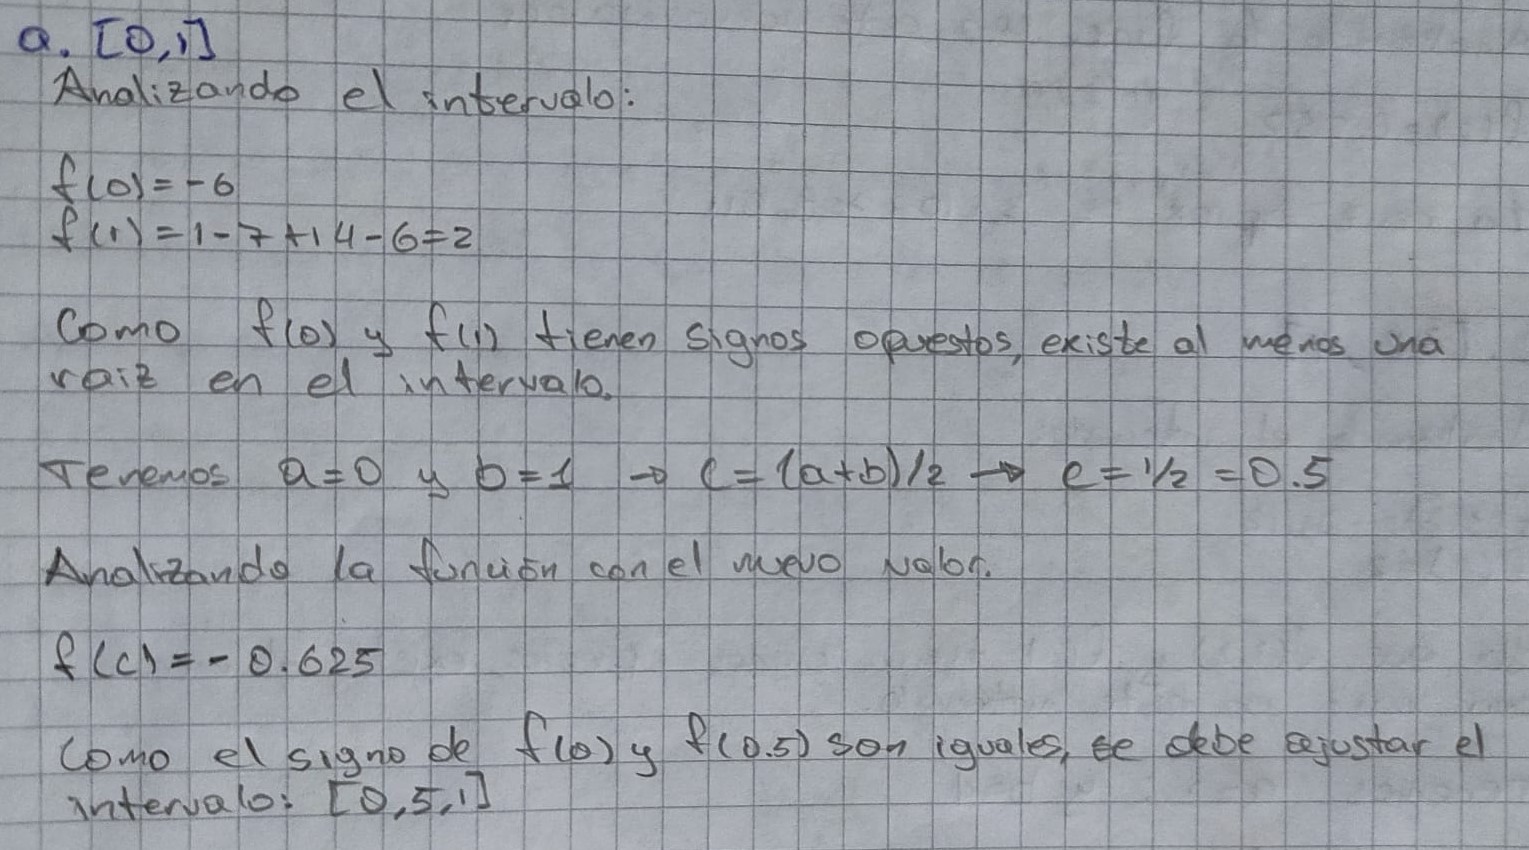 a. [0,1]
Analizando el intervalo:
f(0)=-6
f(1)=1-7+14-6=2
Como f(0) y f(1) tienen signos opuestos, existe al menos una
raiz en el intervalo.
Tenemos a=0 y b=1 → c=(a+b)/2 → c=1/2=0.5
Analizando la función con el nuevo valor.
f(c)=-0.625
Como el signo de f(0) y f(0.5) son iguales, se debe ajustar el
intervalo: [0,5,1]